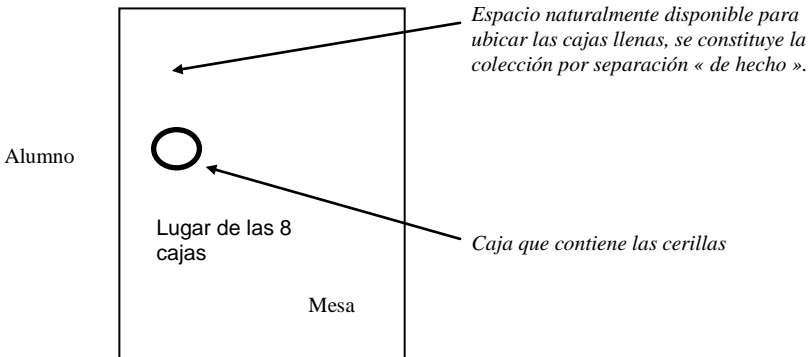 Espacio naturalmente disponible para
ubicar las cajas llenas, se constituye la
colección por separación « de hecho ».
Alumno
Lugar de las 8
cajas
Caja que contiene las cerillas
Mesa